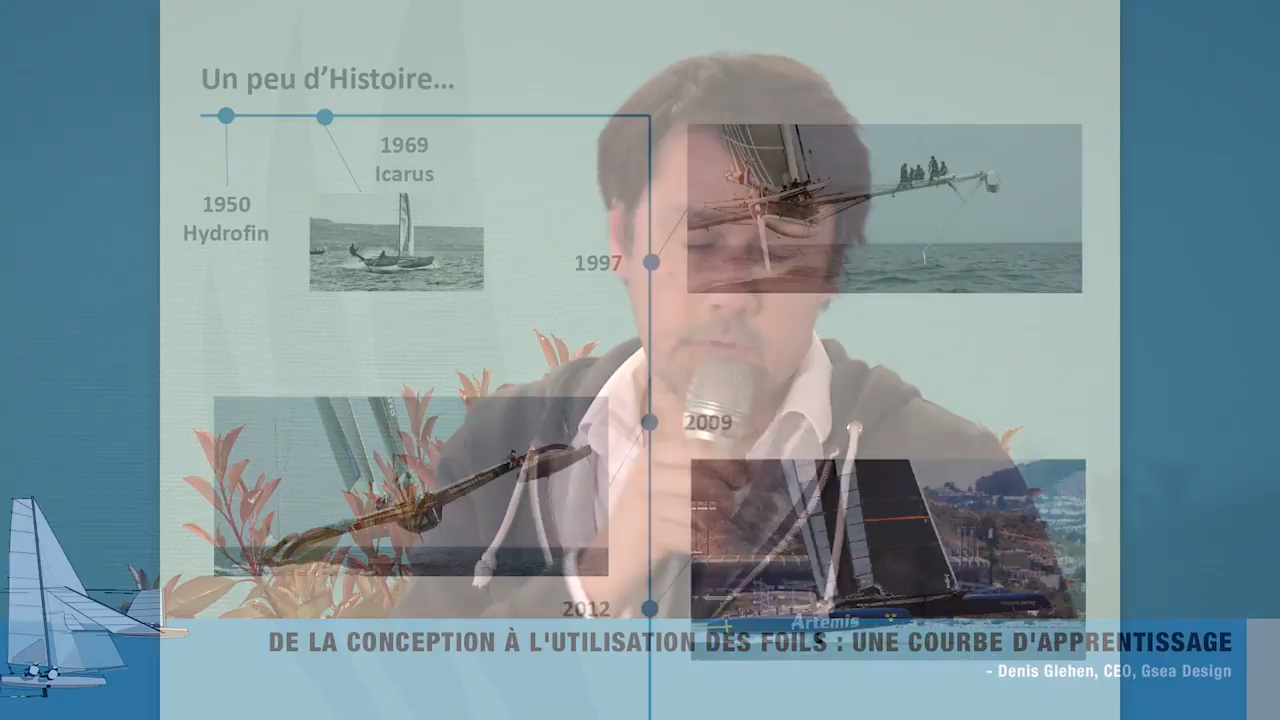 Un peu d'Histoire...
1969
Icarus
1950
Hydrofin
1997
2009
2012
Artemis
DE LA CONCEPTION À L'UTILISATION DES FOILS : UNE COURBE D'APPRENTISSAGE
- Denis Glehen, CEO, Gsea Design